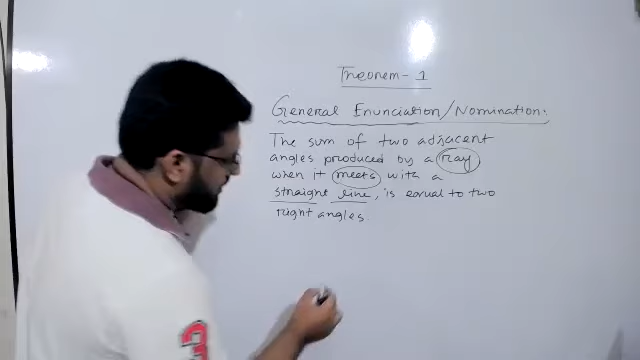 Theorem - 1
General Enunciation/Nomination:
The sum of two adjacent
angles produced by a ray
when it meets with a
straight line, is equal to two
right angles.
3